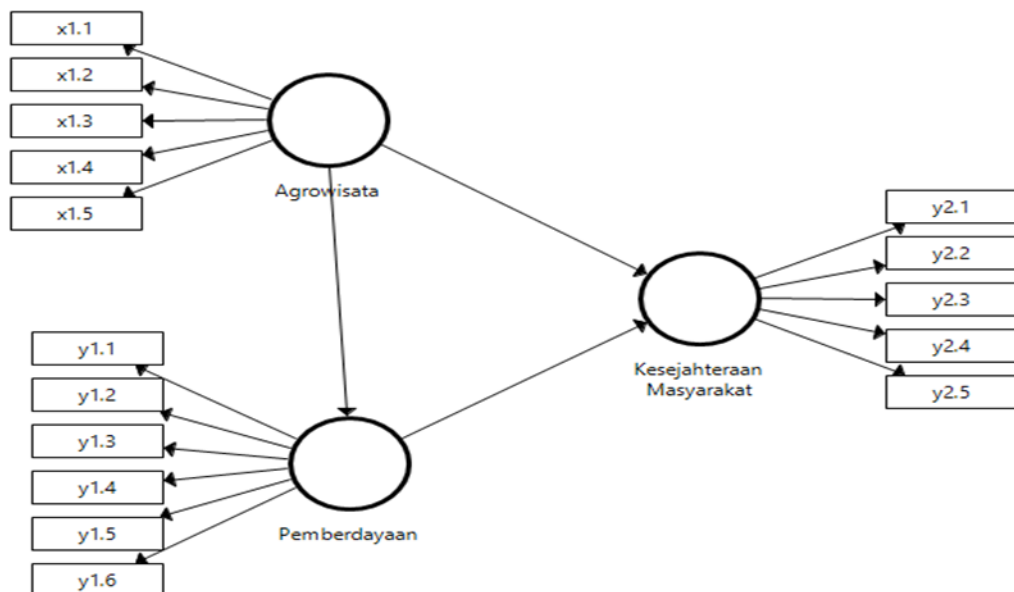 x1.1
x1.2
x1.3
x1.4
x1.5
Agrowisata
y2.1
y2.2
y2.3
y2.4
y2.5
Kesejahteraan
Masyarakat
y1.1
y1.2
y1.3
y1.4
y1.5
y1.6
Pemberdayaan